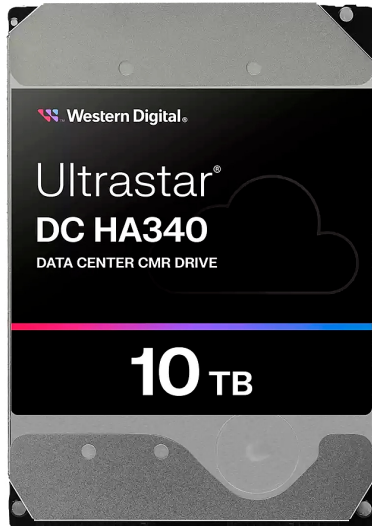 Western Digital®
Ultrastar®
DC HA340
DATA CENTER CMR DRIVE
10 TB